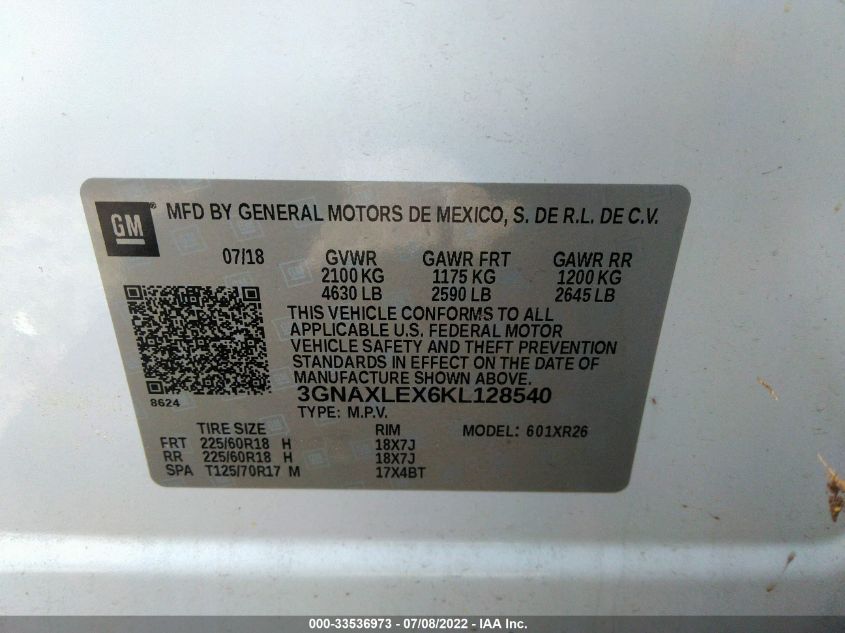 GM
MFD BY GENERAL MOTORS DE MEXICO, S. DE R.L. DE C.V.
07/18 GVWR GAWR FRT GAWR RR
2100 KG 1175 KG 1200 KG
4630 LB 2590 LB 2645 LB
THIS VEHICLE CONFORMS TO ALL
APPLICABLE U.S. FEDERAL MOTOR
VEHICLE SAFETY AND THEFT PREVENTION
STANDARDS IN EFFECT ON THE DATE OF
MANUFACTURE SHOWN ABOVE.
8624
3GNAXLEX6KL128540
TYPE: M.P.V.
TIRE SIZE RIM MODEL: 601XR26
FRT 225/60R18 H 18X7J
RR 225/60R18 H 18X7J
SPA T125/70R17 M 17X4BT
000-33536973 - 07/08/2022 - IAA Inc.